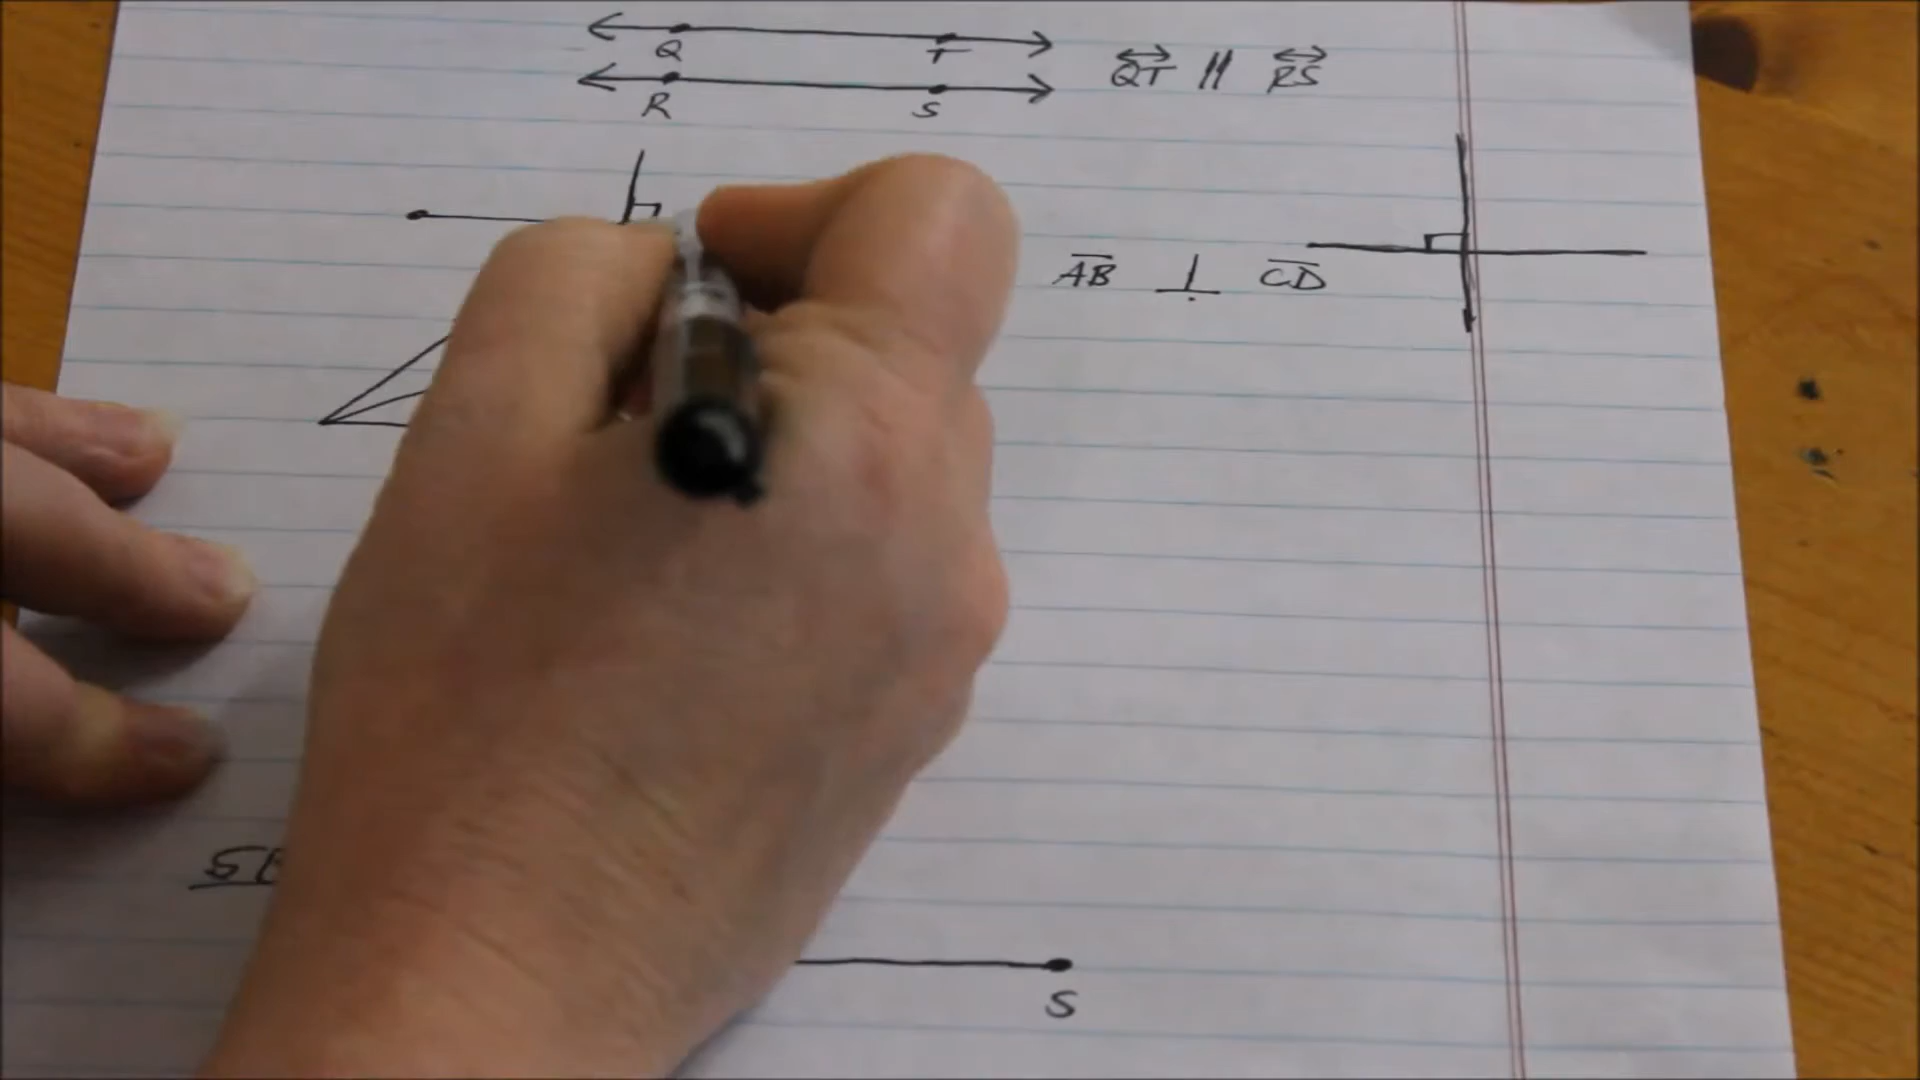 Q T
QT // RS
R S
AB ⊥ CD
S